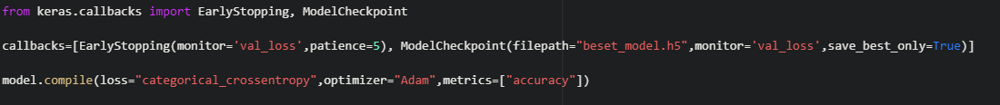 from keras.callbacks import EarlyStopping, ModelCheckpoint
callbacks=[EarlyStopping(monitor='val_loss',patience=5), ModelCheckpoint(filepath="beset_model.h5",monitor='val_loss',save_best_only=True)]
model.compile(loss="categorical_crossentropy",optimizer="Adam",metrics=["accuracy"])